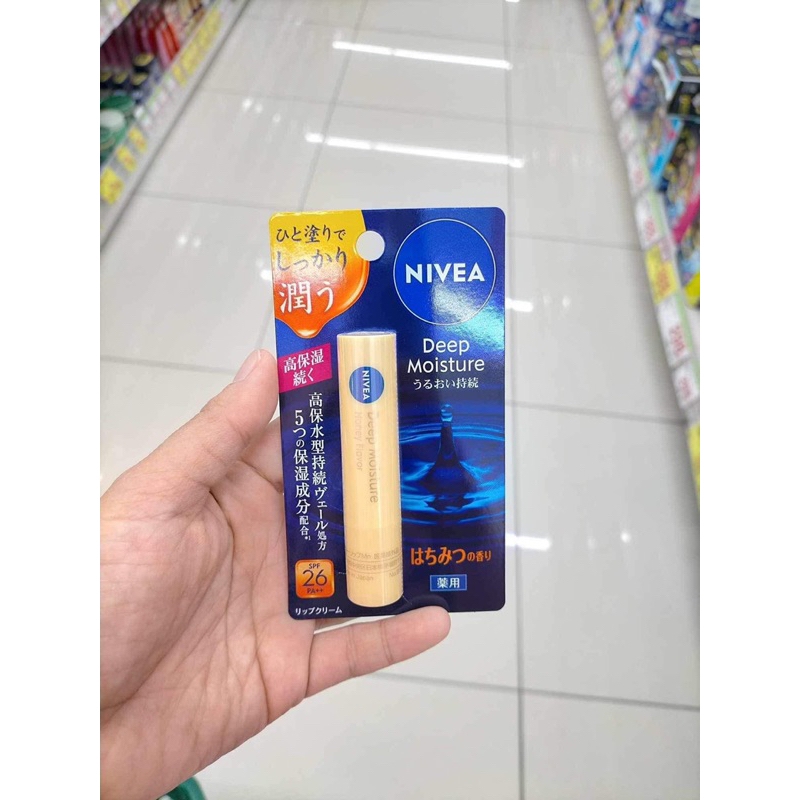 ひと塗りで
しっかり
潤う
NIVEA
Deep
Moisture
うるおい持続
高保湿
続く
高保水型持続ヴェール処方
5つの保湿成分配合*1
NIVEA
Deep Moisture
Honey Flavor
はちみつの香り
薬用
SPF
26
PA++
リップクリーム